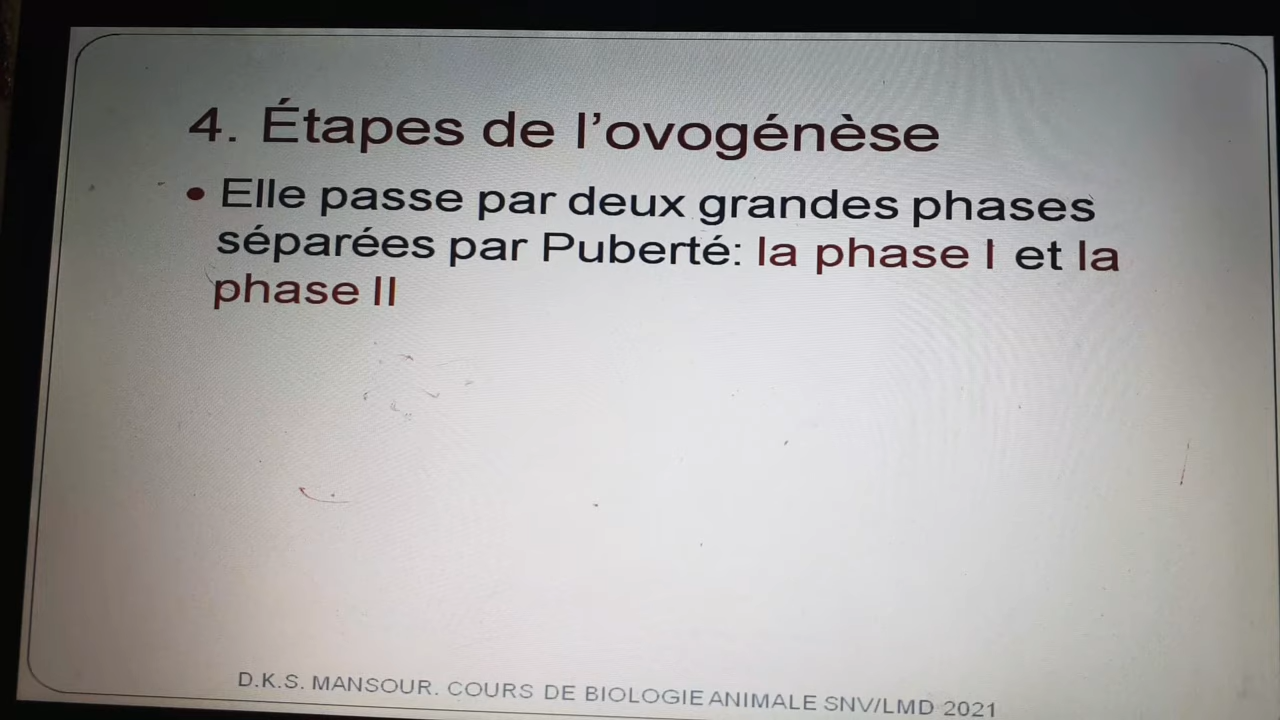 4. Étapes de l’ovogénèse
• Elle passe par deux grandes phases
séparées par Puberté: la phase I et la
phase II
D.K.S. MANSOUR. COURS DE BIOLOGIE ANIMALE SNV/LMD 2021